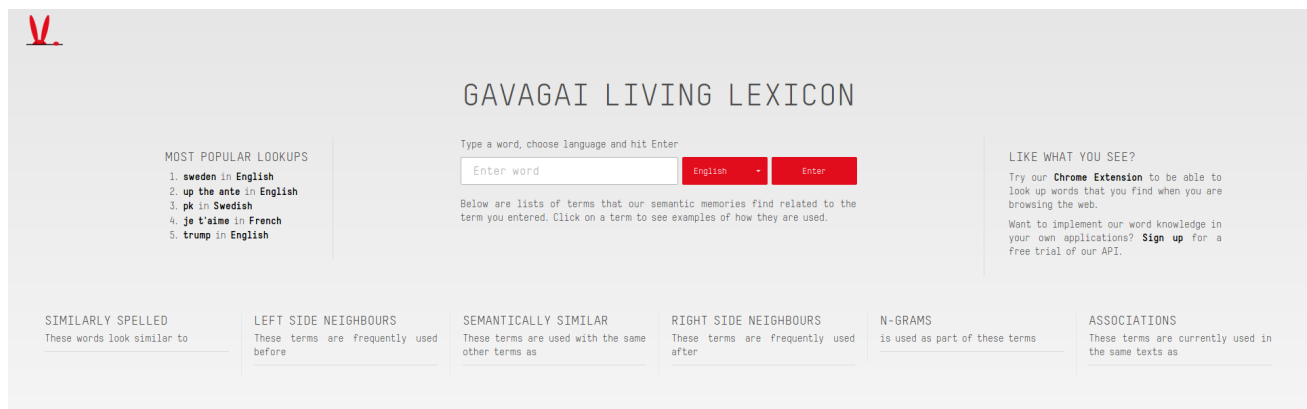 GAVAGAI LIVING LEXICON
MOST POPULAR LOOKUPS
1. sweden in English
2. up the ante in English
3. pk in Swedish
4. je t'aime in French
5. trump in English
Type a word, choose language and hit Enter
Enter word
English
Enter
Below are lists of terms that our semantic memories find related to the
term you entered. Click on a term to see examples of how they are used.
LIKE WHAT YOU SEE?
Try our Chrome Extension to be able to
look up words that you find when you are
browsing the web.
Want to implement our word knowledge in
your own applications? Sign up for a
free trial of our API.
SIMILARLY SPELLED
These words look similar to
LEFT SIDE NEIGHBOURS
These terms are frequently used
before
SEMANTICALLY SIMILAR
These terms are used with the same
other terms as
RIGHT SIDE NEIGHBOURS
These terms are frequently used
after
N-GRAMS
is used as part of these terms
ASSOCIATIONS
These terms are currently used in
the same texts as